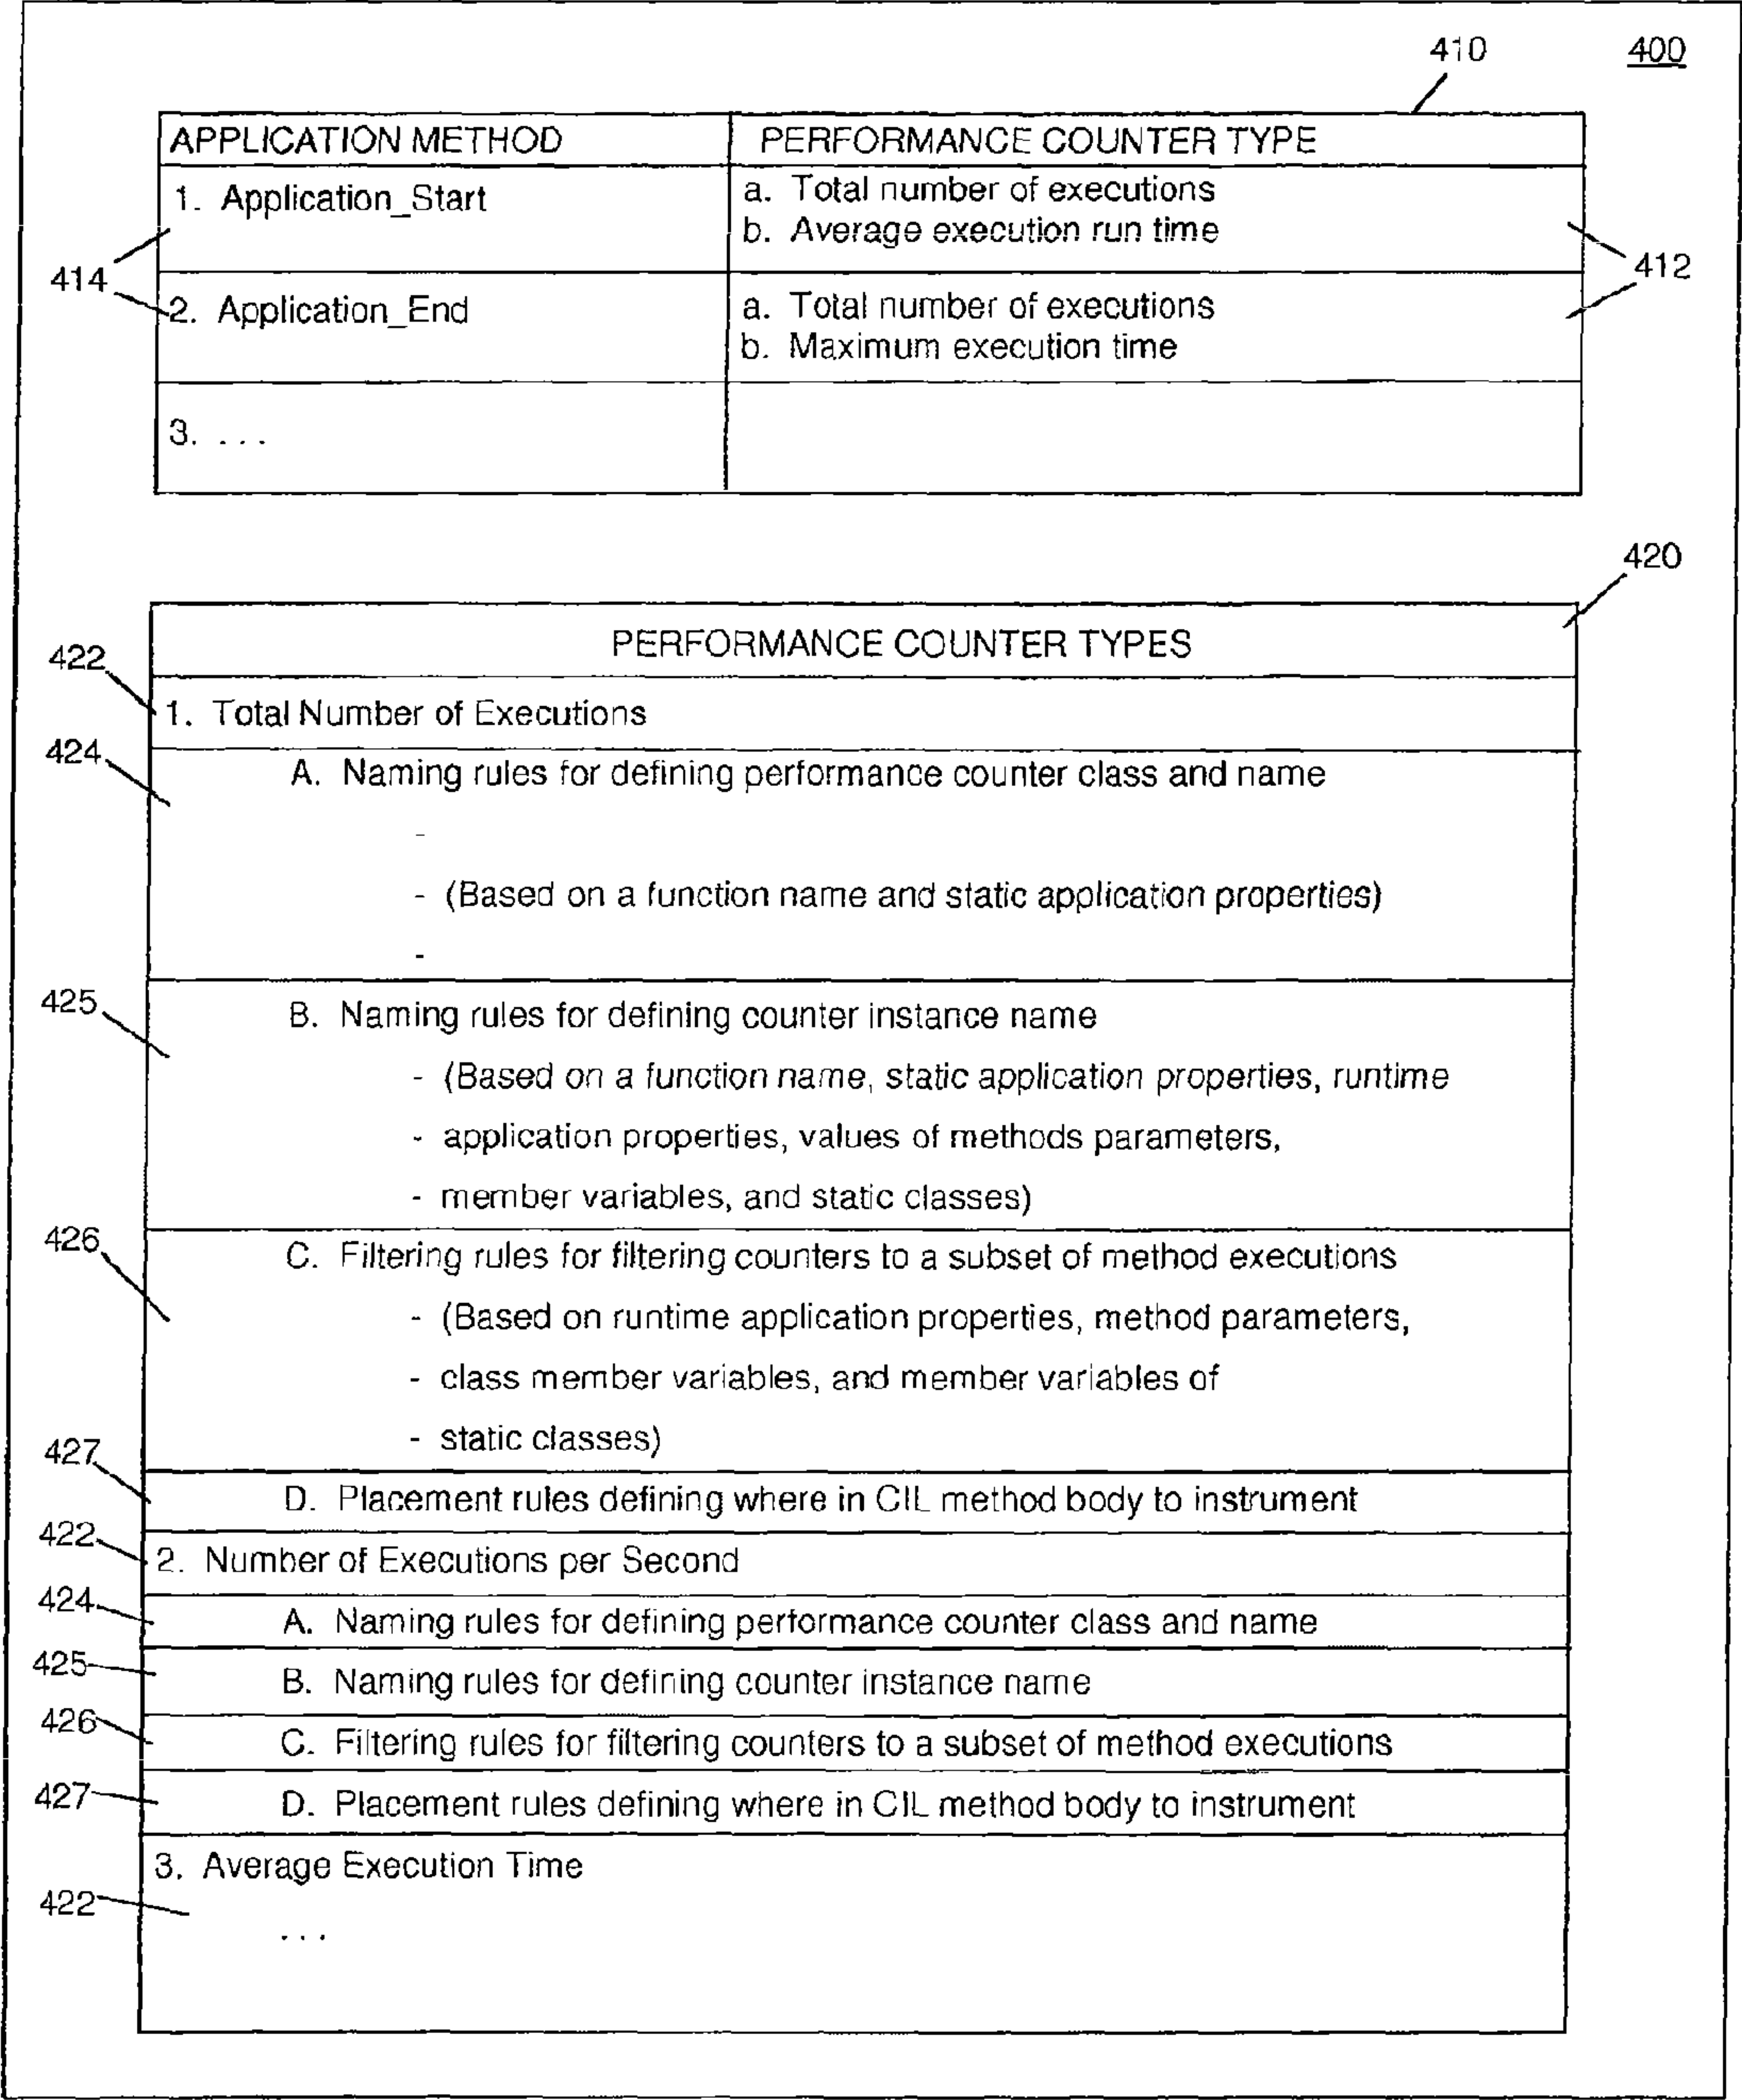 410 400
APPLICATION METHOD PERFORMANCE COUNTER TYPE
1. Application_Start
a. Total number of executions
b. Average execution run time
414
412
2. Application_End
a. Total number of executions
b. Maximum execution time
3. . . .
420
PERFORMANCE COUNTER TYPES
422
1. Total Number of Executions
424
A. Naming rules for defining performance counter class and name
-
- (Based on a function name and static application properties)
-
425
B. Naming rules for defining counter instance name
- (Based on a function name, static application properties, runtime
- application properties, values of methods parameters,
- member variables, and static classes)
426
C. Filtering rules for filtering counters to a subset of method executions
- (Based on runtime application properties, method parameters,
- class member variables, and member variables of
- static classes)
427
D. Placement rules defining where in CIL method body to instrument
422
2. Number of Executions per Second
424
A. Naming rules for defining performance counter class and name
425
B. Naming rules for defining counter instance name
426
C. Filtering rules for filtering counters to a subset of method executions
427
D. Placement rules defining where in CIL method body to instrument
3. Average Execution Time
422
. . .